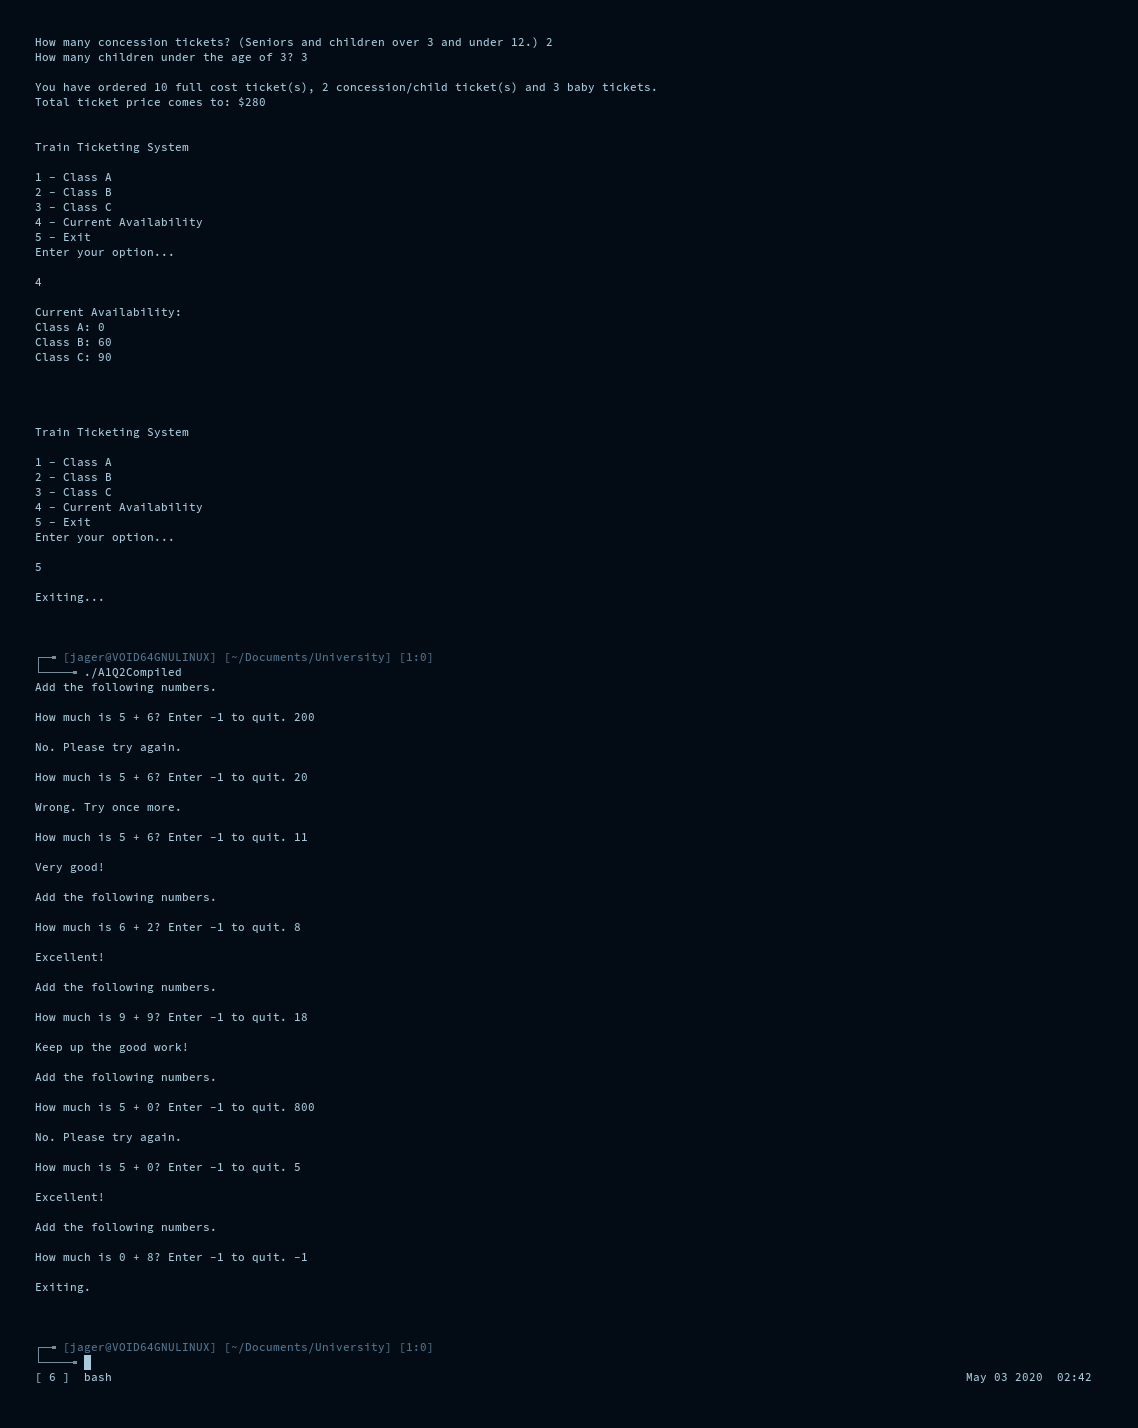 How many concession tickets? (Seniors and children over 3 and under 12.) 2
How many children under the age of 3? 3
You have ordered 10 full cost ticket(s), 2 concession/child ticket(s) and 3 baby tickets.
Total ticket price comes to: $280
Train Ticketing System
1 - Class A
2 - Class B
3 - Class C
4 - Current Availability
5 - Exit
Enter your option...
4
Current Availability:
Class A: 0
Class B: 60
Class C: 90
Train Ticketing System
1 - Class A
2 - Class B
3 - Class C
4 - Current Availability
5 - Exit
Enter your option...
5
Exiting...
[jager@VOID64GNULINUX] [~/Documents/University] [1:0]
./A1Q2Compiled
Add the following numbers.
How much is 5 + 6? Enter -1 to quit. 200
No. Please try again.
How much is 5 + 6? Enter -1 to quit. 20
Wrong. Try once more.
How much is 5 + 6? Enter -1 to quit. 11
Very good!
Add the following numbers.
How much is 6 + 2? Enter -1 to quit. 8
Excellent!
Add the following numbers.
How much is 9 + 9? Enter -1 to quit. 18
Keep up the good work!
Add the following numbers.
How much is 5 + 0? Enter -1 to quit. 800
No. Please try again.
How much is 5 + 0? Enter -1 to quit. 5
Excellent!
Add the following numbers.
How much is 0 + 8? Enter -1 to quit. -1
Exiting.
[jager@VOID64GNULINUX] [~/Documents/University] [1:0]
[ 6 ]  bash May 03 2020  02:42